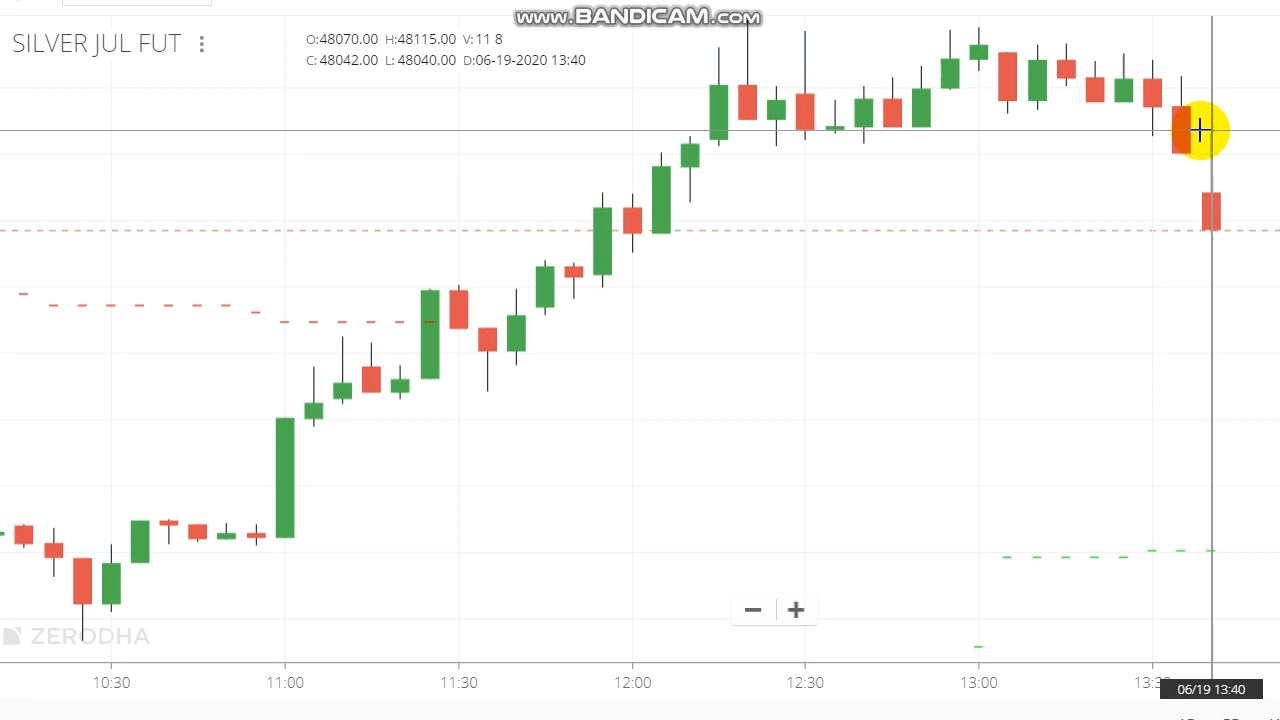 www.BANDICAM.com
SILVER JUL FUT
O:48070.00 H:48115.00 V:11 8
C:48042.00 L:48040.00 D:06-19-2020 13:40
ZERODHA
10:30 11:00 11:30 12:00 12:30 13:00
06/19 13:40